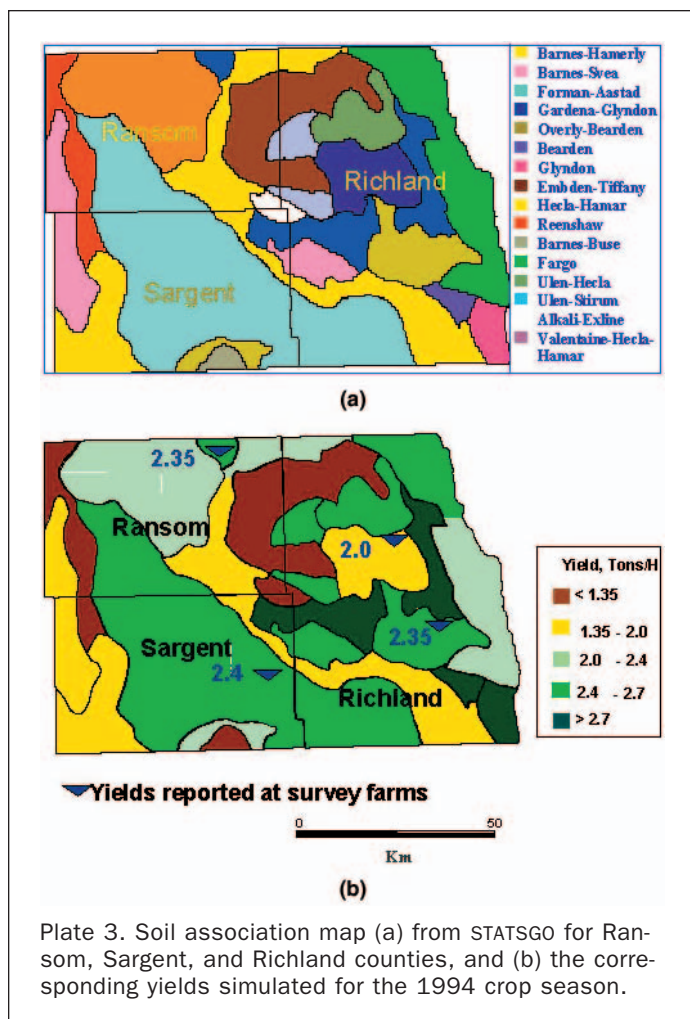 Ransom
Richland
Sargent
Barnes-Hamerly
Barnes-Svea
Forman-Aastad
Gardena-Glyndon
Overly-Bearden
Bearden
Glyndon
Embden-Tiffany
Hecla-Hamar
Reenshaw
Barnes-Buse
Fargo
Ulen-Hecla
Ulen-Stirum
Alkali-Exline
Valentaine-Hecla-
Hamar
(a)
2.35
Ransom
2.0
Sargent
2.35
2.4
Richland
Yield, Tons/H
< 1.35
1.35 - 2.0
2.0 - 2.4
2.4 - 2.7
> 2.7
Yields reported at survey farms
0 50
Km
(b)
Plate 3. Soil association map (a) from STATSGO for Ran-
som, Sargent, and Richland counties, and (b) the corre-
sponding yields simulated for the 1994 crop season.